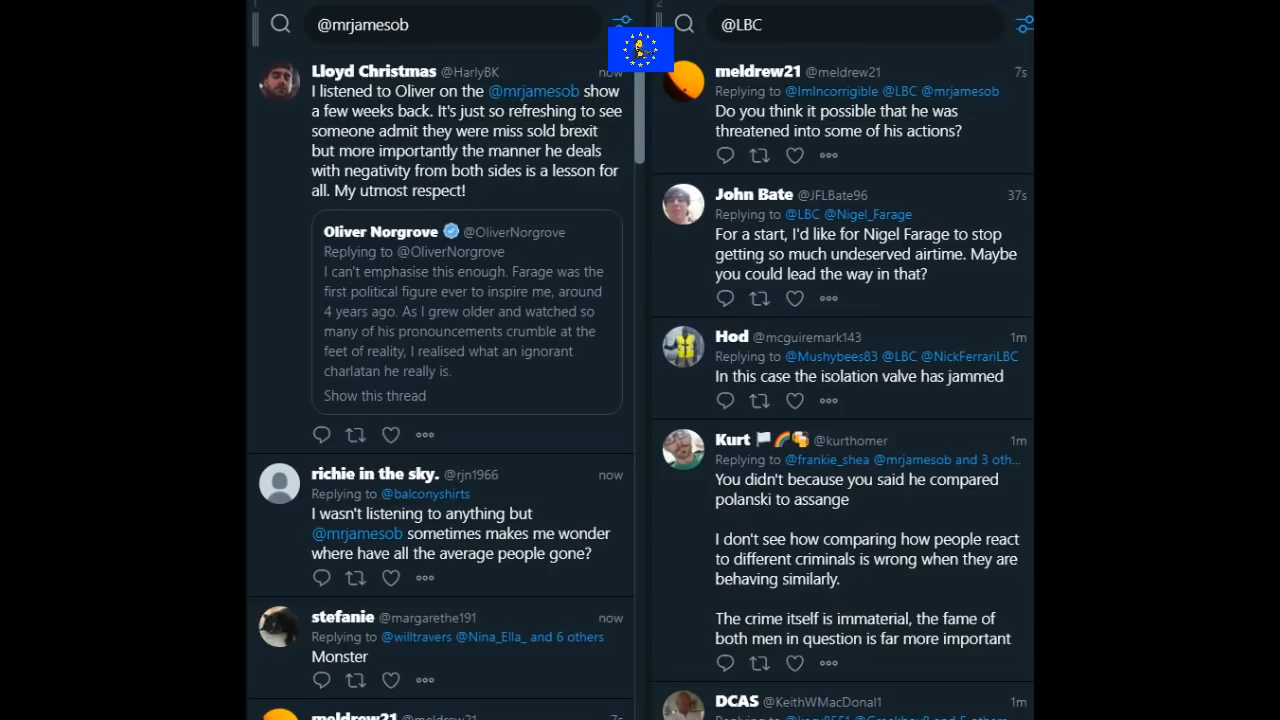 1
@mrjamesob
Lloyd Christmas @HarlyBK now
I listened to Oliver on the @mrjamesob show
a few weeks back. It's just so refreshing to see
someone admit they were miss sold brexit
but more importantly the manner he deals
with negativity from both sides is a lesson for
all. My utmost respect!
Oliver Norgrove @OliverNorgrove
Replying to @OliverNorgrove
I can't emphasise this enough. Farage was the
first political figure ever to inspire me, around
4 years ago. As I grew older and watched so
many of his pronouncements crumble at the
feet of reality, I realised what an ignorant
charlatan he really is.
Show this thread
richie in the sky. @rjn1966 now
Replying to @balconyshirts
I wasn't listening to anything but
@mrjamesob sometimes makes me wonder
where have all the average people gone?
stefanie @margarethe191 now
Replying to @willtravers @Nina_Ella_ and 6 others
Monster
meldrew21 @meldrew21 7s
2
@LBC
meldrew21 @meldrew21 7s
Replying to @ImIncorrigible @LBC @mrjamesob
Do you think it possible that he was
threatened into some of his actions?
John Bate @JFLBate96 37s
Replying to @LBC @Nigel_Farage
For a start, I'd like for Nigel Farage to stop
getting so much undeserved airtime. Maybe
you could lead the way in that?
Hod @mcguiremark143 1m
Replying to @Mushybees83 @LBC @NickFerrariLBC
In this case the isolation valve has jammed
Kurt @kurthomer 1m
Replying to @frankie_shea @mrjamesob and 3 oth...
You didn't because you said he compared
polanski to assange
I don't see how comparing how people react
to different criminals is wrong when they are
behaving similarly.
The crime itself is immaterial, the fame of
both men in question is far more important
DCAS @KeithWMacDonal1 1m